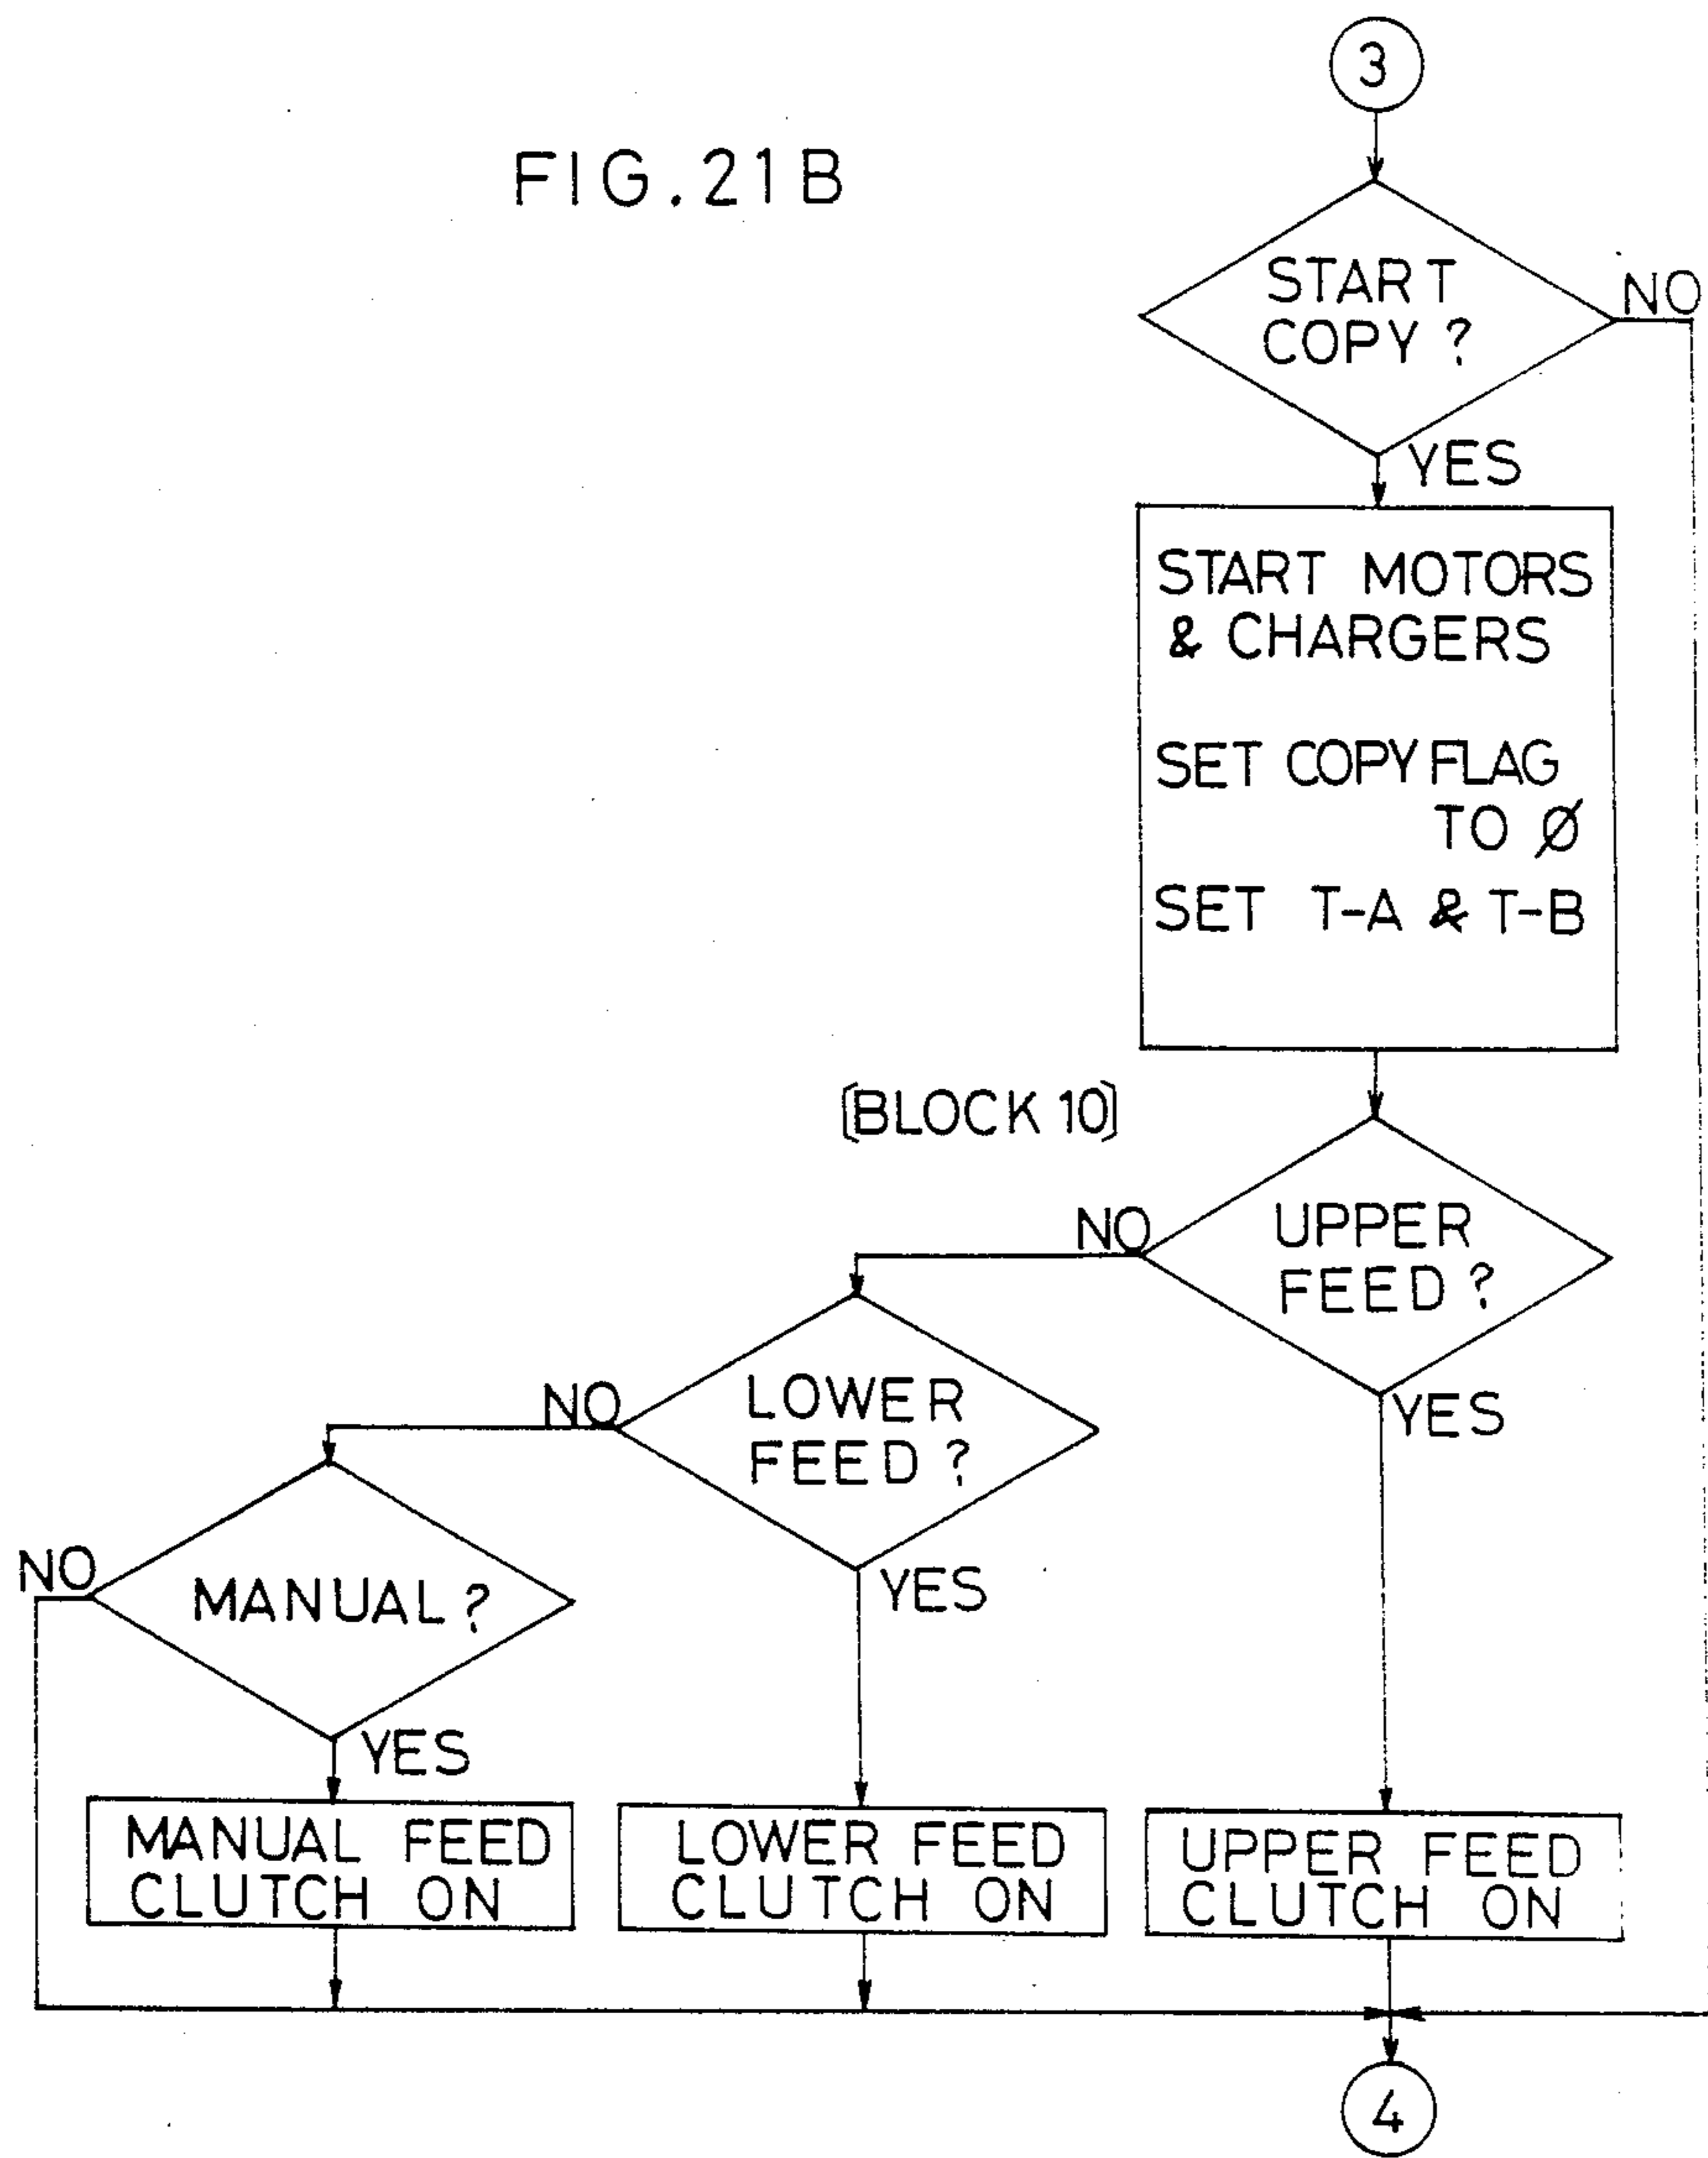 3
FIG.21B
START
COPY ?
NO
YES
START MOTORS
& CHARGERS
SET COPY FLAG
TO Ø
SET T-A & T-B
[BLOCK 10]
UPPER
FEED ?
NO
YES
LOWER
FEED ?
NO
YES
MANUAL ?
NO
YES
MANUAL FEED
CLUTCH ON
LOWER FEED
CLUTCH ON
UPPER FEED
CLUTCH ON
4